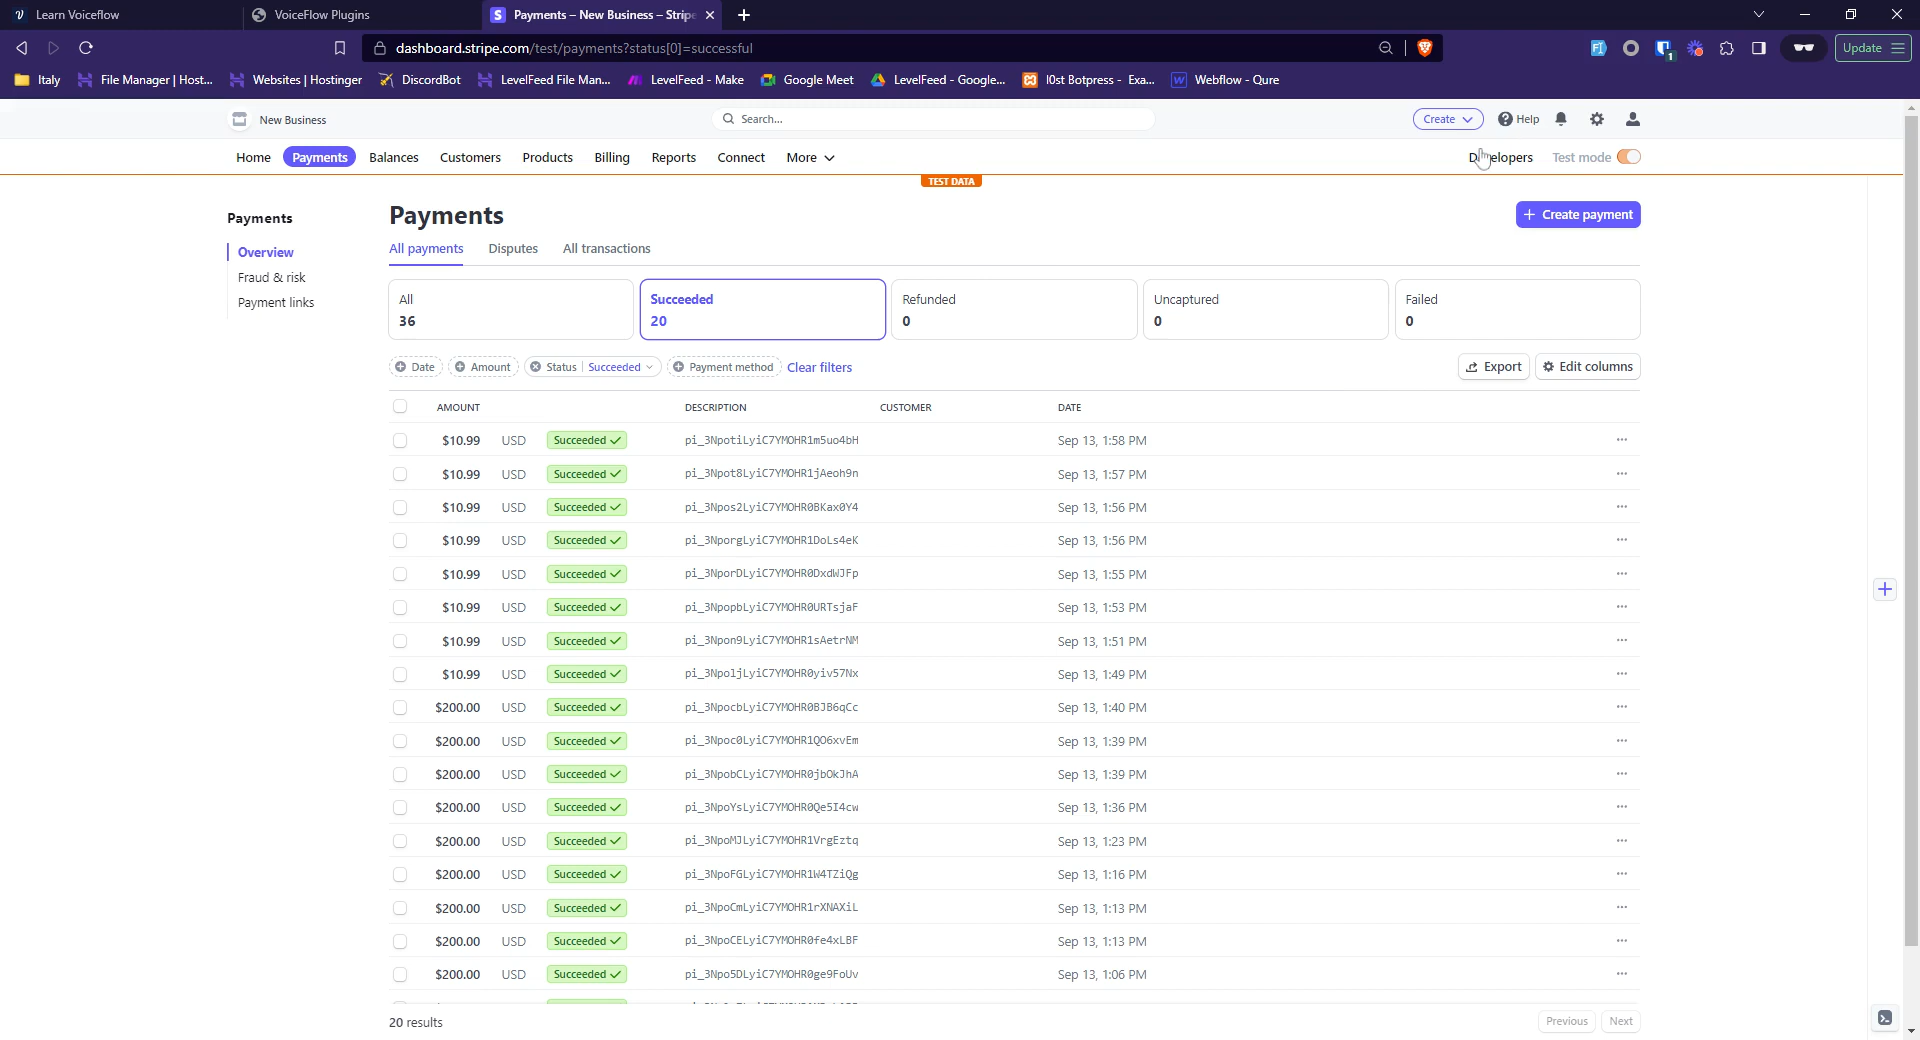 Learn Voiceflow
VoiceFlow Plugins
Payments – New Business – Stripe
dashboard.stripe.com/test/payments?status[0]=successful
1
Update
Italy
File Manager | Host...
Websites | Hostinger
DiscordBot
LevelFeed File Man...
LevelFeed - Make
Google Meet
LevelFeed - Google...
l0st Botpress - Exa...
Webflow - Qure
New Business
Search...
Create
Help
Home
Payments
Balances
Customers
Products
Billing
Reports
Connect
More
Developers
Test mode
TEST DATA
Payments
Overview
Fraud & risk
Payment links
Payments
+ Create payment
All payments
Disputes
All transactions
All
36
Succeeded
20
Refunded
0
Uncaptured
0
Failed
0
Date
Amount
Status | Succeeded
Payment method
Clear filters
Export
Edit columns
AMOUNT DESCRIPTION CUSTOMER DATE
$10.99 USD Succeeded ✓ pi_3NpotiLyiC7YMOHR1m5uo4bH Sep 13, 1:58 PM ...
$10.99 USD Succeeded ✓ pi_3Npot8LyiC7YMOHR1jAeoh9n Sep 13, 1:57 PM ...
$10.99 USD Succeeded ✓ pi_3Npos2LyiC7YMOHR0BKax0Y4 Sep 13, 1:56 PM ...
$10.99 USD Succeeded ✓ pi_3NporgLyiC7YMOHR1DoLs4eK Sep 13, 1:56 PM ...
$10.99 USD Succeeded ✓ pi_3NporDLyiC7YMOHR0DxdWJFp Sep 13, 1:55 PM ...
$10.99 USD Succeeded ✓ pi_3NpopbLyiC7YMOHR0URTsjaF Sep 13, 1:53 PM ...
$10.99 USD Succeeded ✓ pi_3Npon9LyiC7YMOHR1sAetrNM Sep 13, 1:51 PM ...
$10.99 USD Succeeded ✓ pi_3NpoljLyiC7YMOHR0yiv57Nx Sep 13, 1:49 PM ...
$200.00 USD Succeeded ✓ pi_3NpocbLyiC7YMOHR0BJB6qCc Sep 13, 1:40 PM ...
$200.00 USD Succeeded ✓ pi_3Npoc0LyiC7YMOHR1QO6xvEm Sep 13, 1:39 PM ...
$200.00 USD Succeeded ✓ pi_3NpobCLyiC7YMOHR0jbOkJhA Sep 13, 1:39 PM ...
$200.00 USD Succeeded ✓ pi_3NpoYsLyiC7YMOHR0Qe5I4cw Sep 13, 1:36 PM ...
$200.00 USD Succeeded ✓ pi_3NpoMJLyiC7YMOHR1VrgEztq Sep 13, 1:23 PM ...
$200.00 USD Succeeded ✓ pi_3NpoFGLyiC7YMOHR1W4TZiQg Sep 13, 1:16 PM ...
$200.00 USD Succeeded ✓ pi_3NpoCmLyiC7YMOHR1rXNAXiL Sep 13, 1:13 PM ...
$200.00 USD Succeeded ✓ pi_3NpoCELyiC7YMOHR0fe4xLBF Sep 13, 1:13 PM ...
$200.00 USD Succeeded ✓ pi_3Npo5DLyiC7YMOHR0ge9FoUv Sep 13, 1:06 PM ...
20 results
Previous
Next